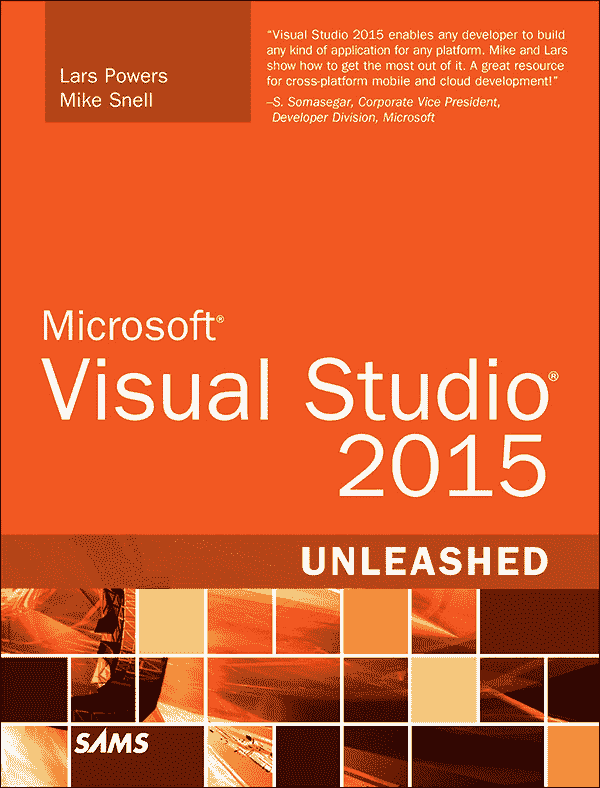 Lars Powers
Mike Snell
“Visual Studio 2015 enables any developer to build
any kind of application for any platform. Mike and Lars
show how to get the most out of it. A great resource
for cross-platform mobile and cloud development!”
–S. Somasegar, Corporate Vice President,
Developer Division, Microsoft
Microsoft®
Visual Studio®
2015
UNLEASHED
SAMS